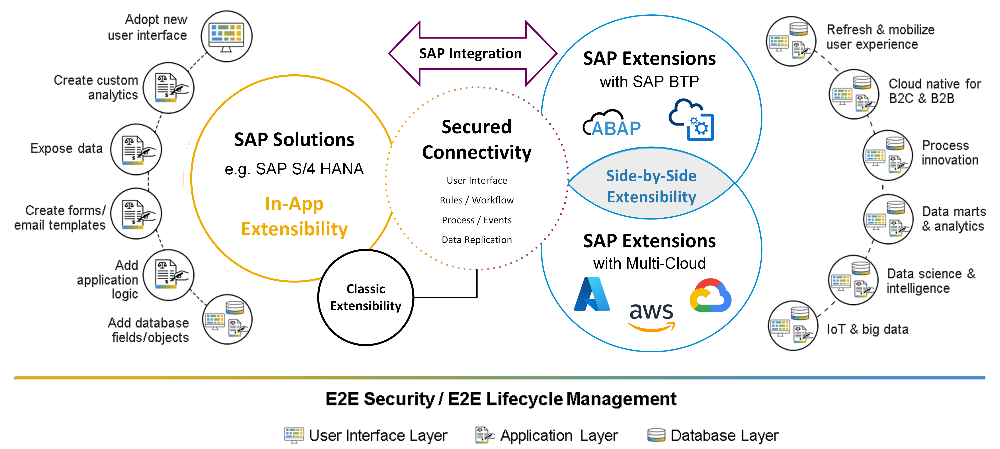 Adopt new
user interface
Create custom
analytics
Expose data
Create forms/
email templates
Add
application
logic
Add database
fields/objects
SAP Solutions
e.g. SAP S/4 HANA
In-App
Extensibility
Classic
Extensibility
SAP Integration
Secured
Connectivity
User Interface
Rules / Workflow
Process / Events
Data Replication
SAP Extensions
with SAP BTP
ABAP
Side-by-Side
Extensibility
SAP Extensions
with Multi-Cloud
aws
Refresh & mobilize
user experience
Cloud native for
B2C & B2B
Process
innovation
Data marts
& analytics
Data science &
intelligence
IoT & big data
E2E Security / E2E Lifecycle Management
User Interface Layer
Application Layer
Database Layer